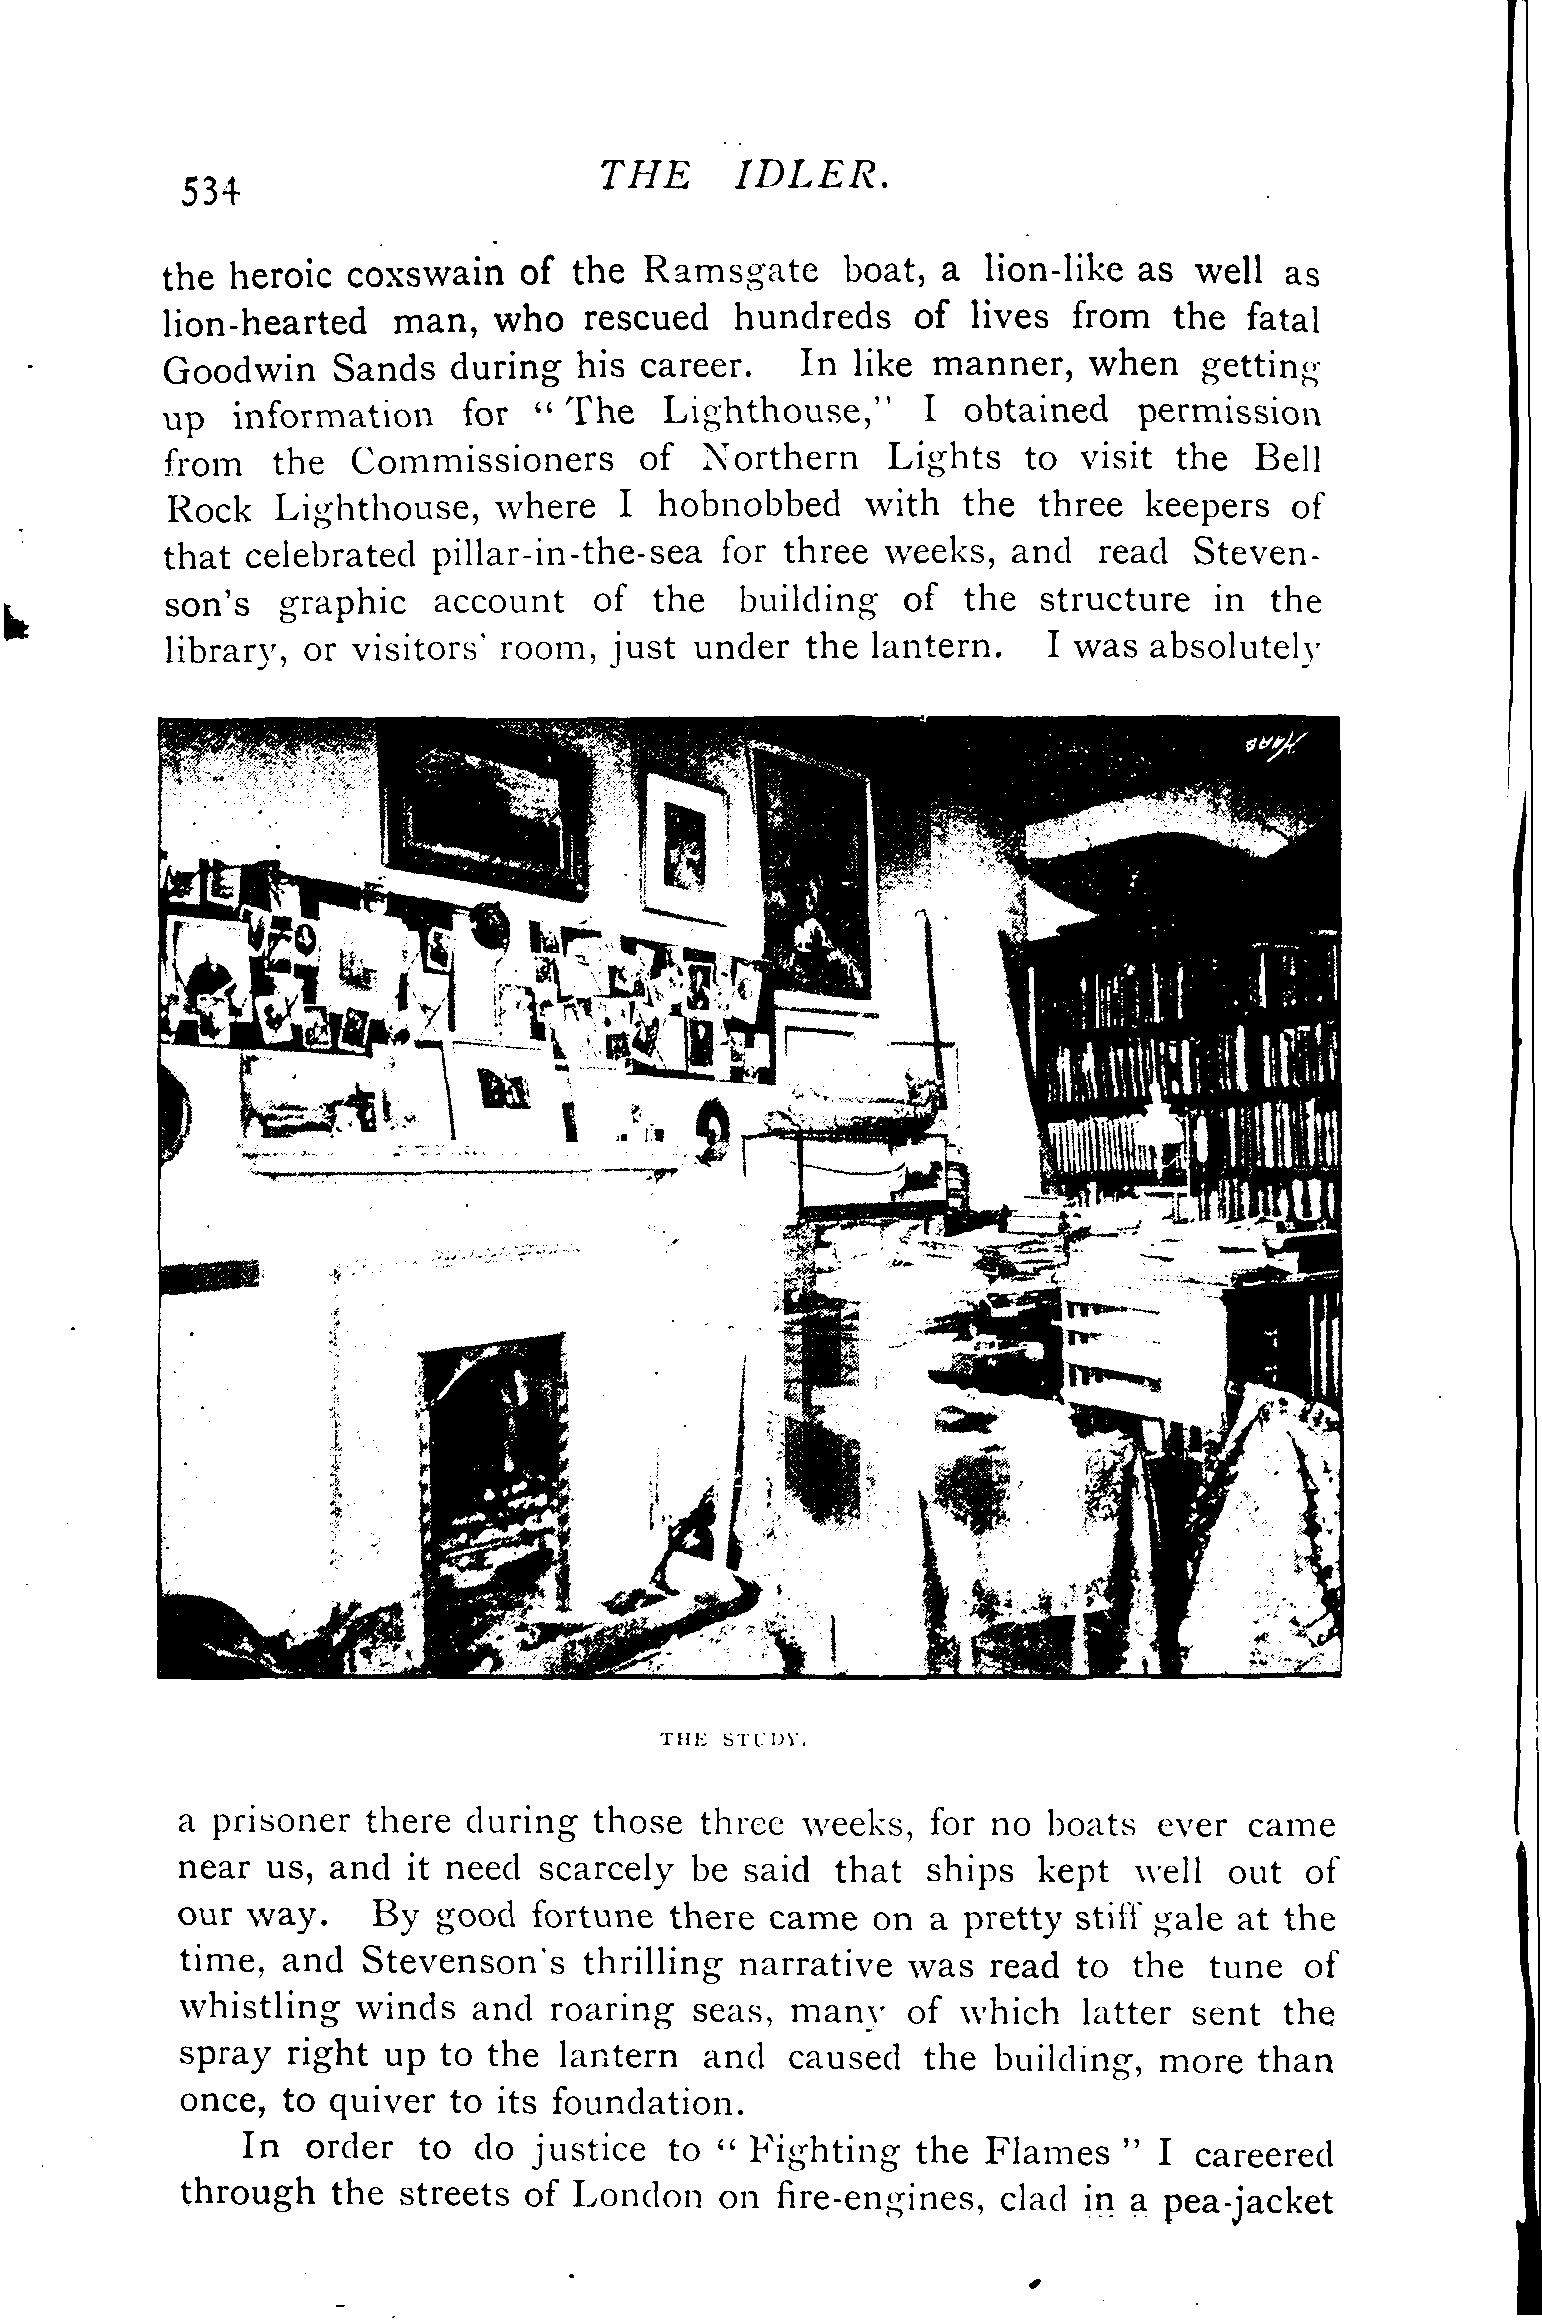 534
THE IDLER.
the heroic coxswain of the Ramsgate boat, a lion-like as well as
lion-hearted man, who rescued hundreds of lives from the fatal
Goodwin Sands during his career. In like manner, when getting
up information for “The Lighthouse,” I obtained permission
from the Commissioners of Northern Lights to visit the Bell
Rock Lighthouse, where I hobnobbed with the three keepers of
that celebrated pillar-in-the-sea for three weeks, and read Steven-
son's graphic account of the building of the structure in the
library, or visitors' room, just under the lantern. I was absolutely
THE STUDY.
a prisoner there during those three weeks, for no boats ever came
near us, and it need scarcely be said that ships kept well out of
our way. By good fortune there came on a pretty stiff gale at the
time, and Stevenson's thrilling narrative was read to the tune of
whistling winds and roaring seas, many of which latter sent the
spray right up to the lantern and caused the building, more than
once, to quiver to its foundation.
In order to do justice to “Fighting the Flames” I careered
through the streets of London on fire-engines, clad in a pea-jacket